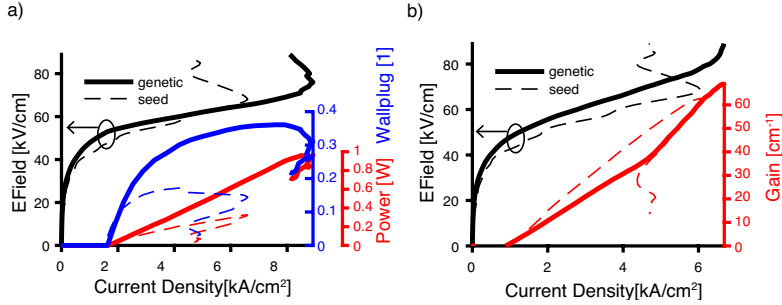 a)
EField [kV/cm]
80
60
40
20
0
genetic
seed
0
2
4
6
8
Current Density[kA/cm²]
Wallplug [1]
0.4
0.3
0.2
0.1
0
Power [W]
1
0.8
0.6
0.4
0.2
0
b)
EField [kV/cm]
80
60
40
20
0
genetic
seed
0
2
4
6
Current Density[kA/cm²]
Gain [cm⁻¹]
60
50
40
30
20
10
0